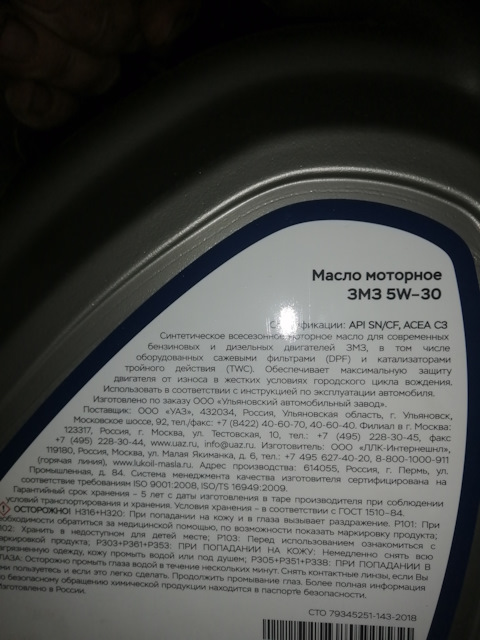 Масло моторное
ЗМЗ 5W-30
Спецификации: API SN/CF, ACEA C3
Синтетическое всесезонное моторное масло для современных
бензиновых и дизельных двигателей ЗМЗ, в том числе
оборудованных сажевыми фильтрами (DPF) и катализаторами
тройного действия (TWC). Обеспечивает максимальную защиту
двигателя от износа в жестких условиях городского цикла вождения.
Использовать в соответствии с инструкцией по эксплуатации автомобиля.
Изготовлено по заказу ООО «Ульяновский автомобильный завод».
Поставщик: ООО «УАЗ», 432034, Россия, Ульяновская область, г. Ульяновск,
Московское шоссе, 92, тел./факс: +7 (8422) 40-60-70, 40-60-40. Филиал в г. Москва:
123317, Россия, г. Москва, ул. Тестовская, 10, тел.: +7 (495) 228-30-45, факс
+7 (495) 228-30-44, www.uaz.ru, info@uaz.ru. Изготовитель: ООО «ЛЛК-Интернешнл»,
119180, Россия, Москва, ул. Малая Якиманка, д. 6, тел.: +7 495 627-40-20, 8-800-1000-911
(горячая линия), www.lukoil-masla.ru. Адрес производства: 614055, Россия, г. Пермь, ул.
Промышленная, д. 84. Система менеджмента качества изготовителя сертифицирована на
соответствие требованиям ISO 9001:2008, ISO/TS 16949:2009.
Гарантийный срок хранения – 5 лет с даты изготовления в таре производителя при соблюдении
условий транспортирования и хранения. Условия хранения – в соответствии с ГОСТ 1510-84.
ОСТОРОЖНО! H316+H320: При попадании на кожу и в глаза вызывает раздражение. P101: При
необходимости обратиться за медицинской помощью, по возможности показать маркировку продукта;
P102: Хранить в недоступном для детей месте; P103: Перед использованием ознакомиться с
маркировкой продукта; P303+P361+P353: ПРИ ПОПАДАНИИ НА КОЖУ: Немедленно снять всю
загрязненную одежду, кожу промыть водой или под душем; P305+P351+P338: ПРИ ПОПАДАНИИ В
ГЛАЗА: Осторожно промыть глаза водой в течение нескольких минут. Снять контактные линзы, если Вы
ими пользуетесь и если это легко сделать. Продолжить промывание глаз. Более полная информация
по безопасному обращению химической продукции находится в паспорте безопасности.
Изготовлено в России.
СТО 79345251-143-2018